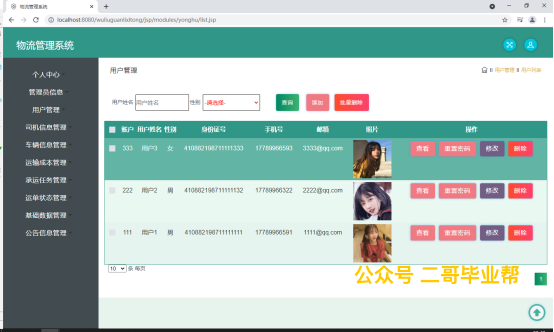 物流管理系统
localhost:8080/wuliuguanlixitong/jsp/modules/yonghu/list.jsp
物流管理系统
个人中心
管理员信息
用户管理
司机信息管理
车辆信息管理
运输成本管理
承运任务管理
运单状态管理
基础数据管理
公告信息管理
用户管理
用户管理
用户列表
用户姓名 用户姓名 性别 -请选择- 查询 添加 批量删除
账户 用户姓名 性别 身份证号 手机号 邮箱 照片 操作
333 用户3 女 410882198711111333 17789966593 3333@qq.com 查看 重置密码 修改 删除
222 用户2 男 410882198711111132 17789966322 2222@qq.com 查看 重置密码 修改 删除
111 用户1 男 410882198711111111 17789966591 1111@qq.com 查看 重置密码 修改 删除
10 条 每页
1
公众号 二哥毕业帮